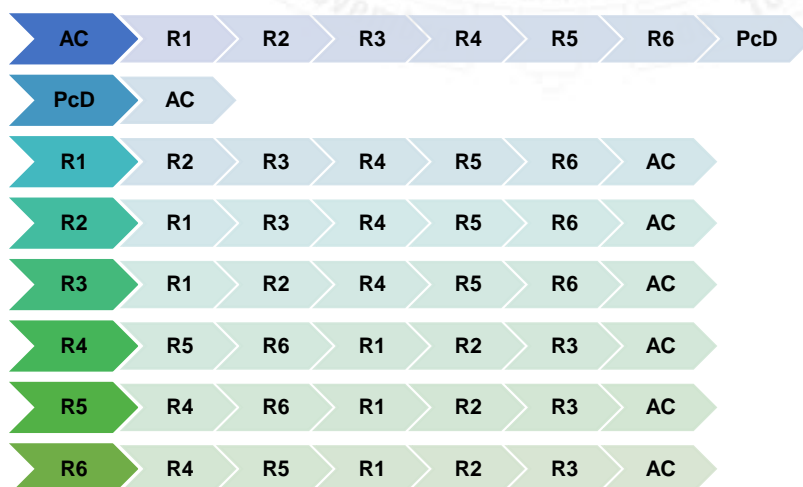 AC R1 R2 R3 R4 R5 R6 PcD
PcD AC
R1 R2 R3 R4 R5 R6 AC
R2 R1 R3 R4 R5 R6 AC
R3 R1 R2 R4 R5 R6 AC
R4 R5 R6 R1 R2 R3 AC
R5 R4 R6 R1 R2 R3 AC
R6 R4 R5 R1 R2 R3 AC